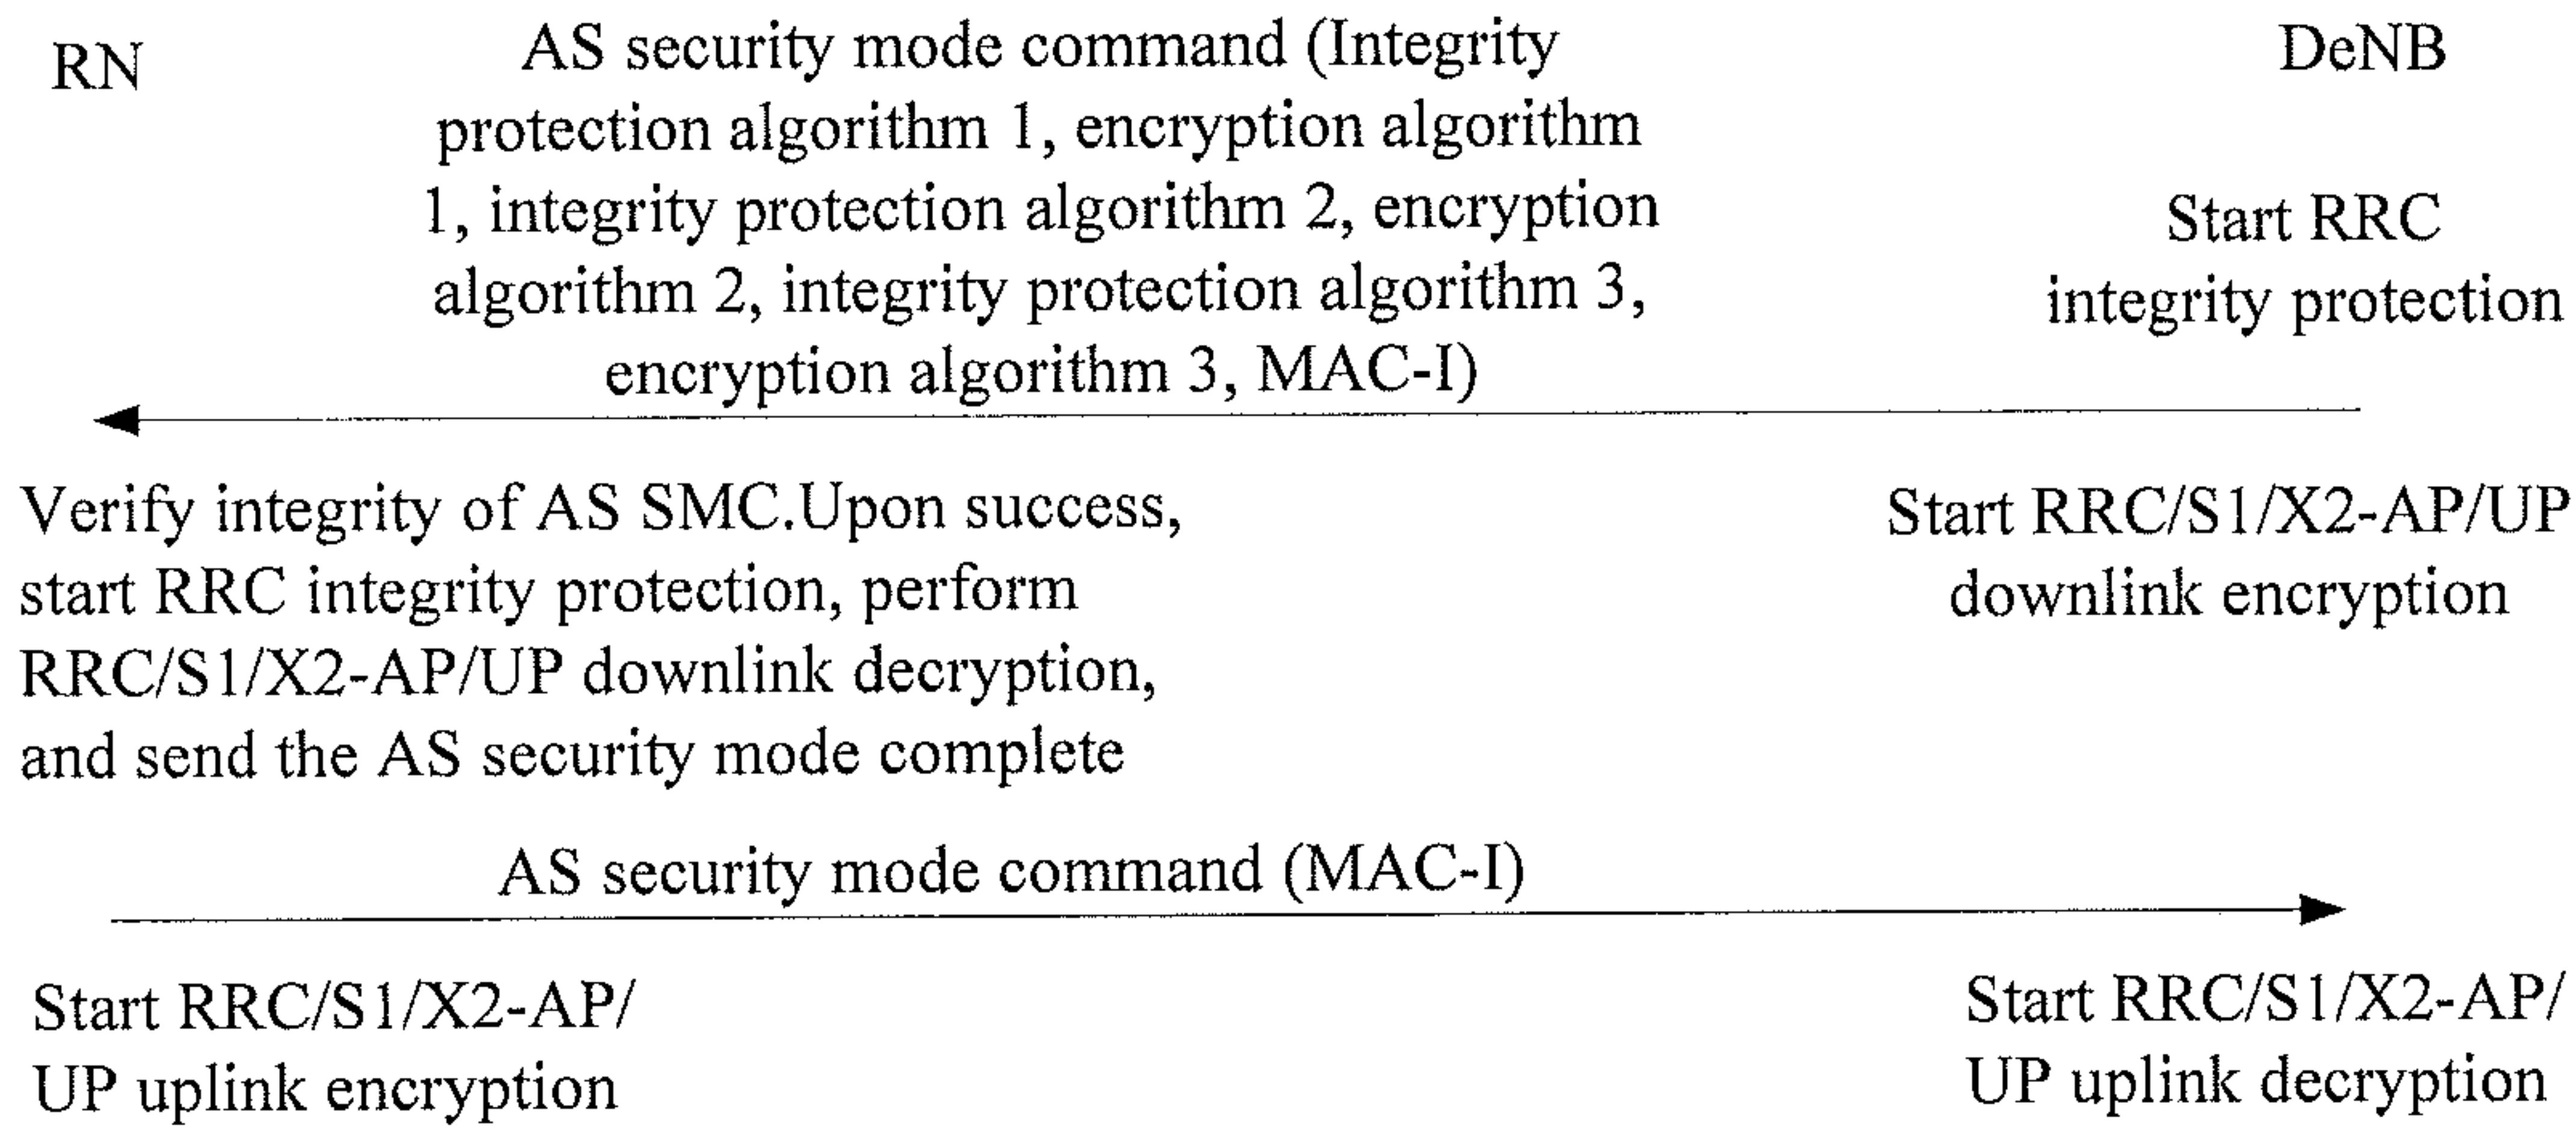 RN
AS security mode command (Integrity
protection algorithm 1, encryption algorithm
1, integrity protection algorithm 2, encryption
algorithm 2, integrity protection algorithm 3,
encryption algorithm 3, MAC-I)
DeNB
Start RRC
integrity protection
Verify integrity of AS SMC.Upon success,
start RRC integrity protection, perform
RRC/S1/X2-AP/UP downlink decryption,
and send the AS security mode complete
Start RRC/S1/X2-AP/UP
downlink encryption
AS security mode command (MAC-I)
Start RRC/S1/X2-AP/
UP uplink encryption
Start RRC/S1/X2-AP/
UP uplink decryption